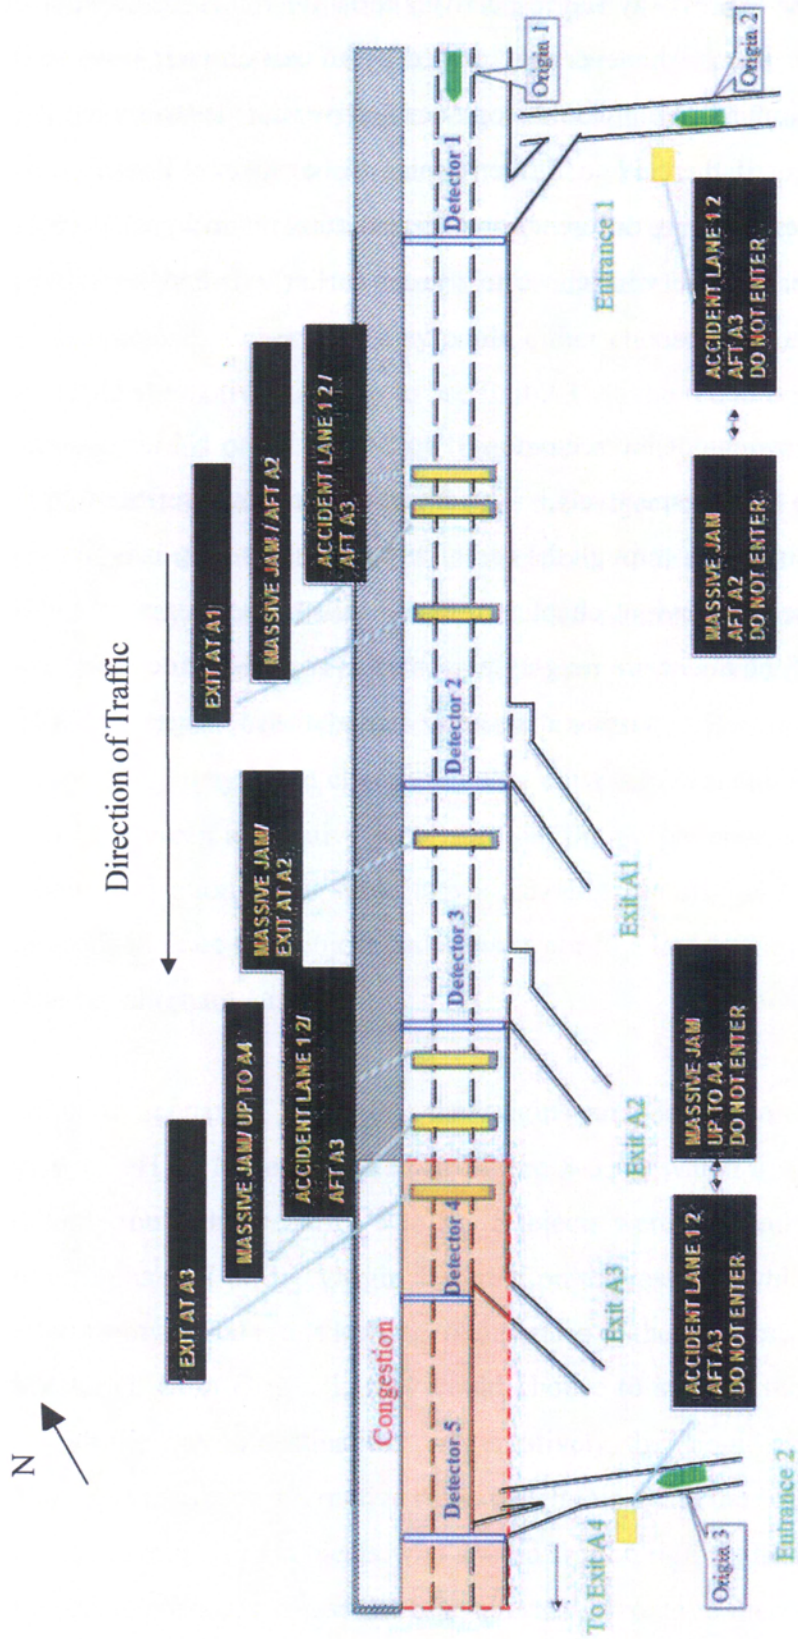 N
Direction of Traffic
EXIT AT A3
MASSIVE JAM/ UP TO A4
ACCIDENT LANE 1 2/
AFT A3
MASSIVE JAM/
EXIT AT A2
EXIT AT A1/
MASSIVE JAM / AFT A2
ACCIDENT LANE 1 2 /
AFT A3
Congestion
Detector 5
Detector 4
Detector 3
Detector 2
Detector 1
Origin 1
To Exit A4
Exit A3
Exit A2
Exit A1
Entrance 1
Origin 2
Origin 3
Entrance 2
ACCIDENT LANE 1 2
AFT A3
DO NOT ENTER
MASSIVE JAM
UP TO A4
DO NOT ENTER
MASSIVE JAM
AFT A2
DO NOT ENTER
ACCIDENT LANE 1 2
AFT A3
DO NOT ENTER